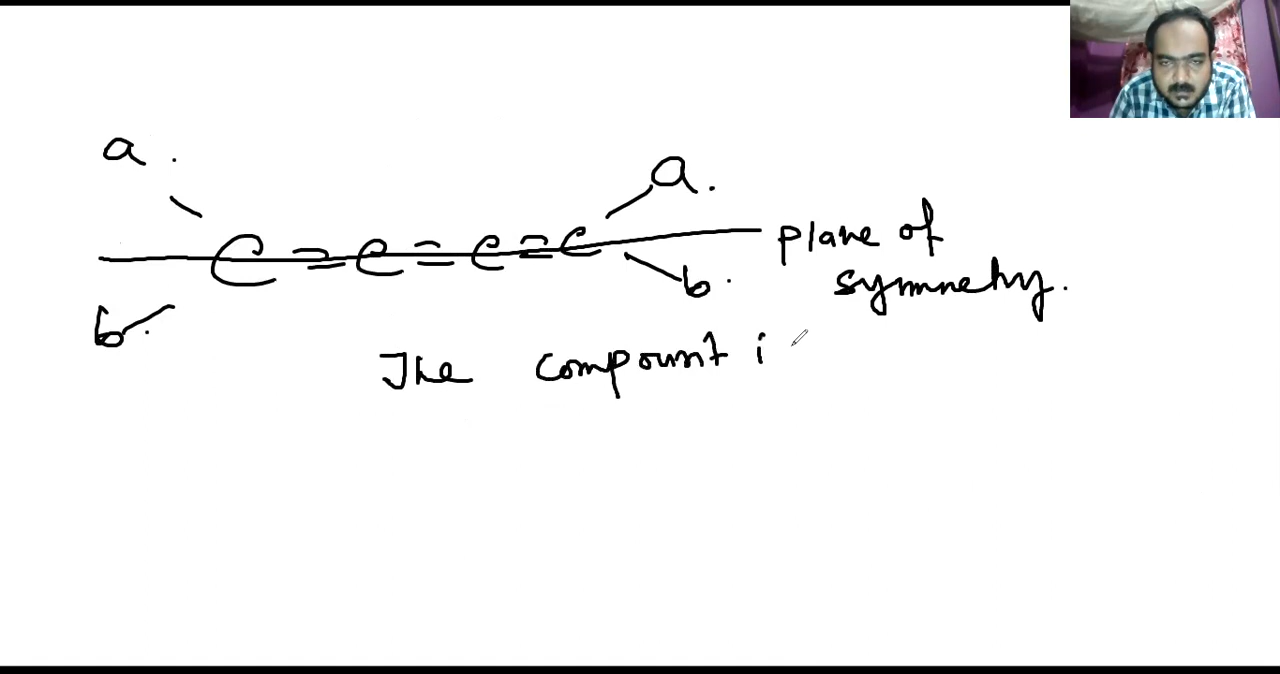 a . a .
C = C = C = C plane of
b . b . symmetry.
The compount i